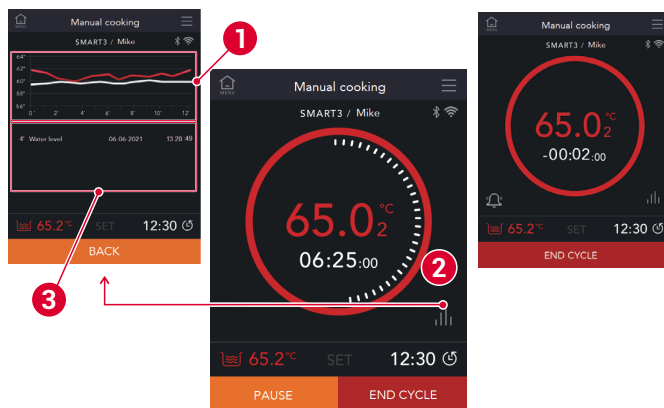 MENU
Manual cooking
SMART3 / Mike
64°
62°
60°
58°
56°
0' 2' 4' 6' 8' 10' 12'
4' Water level 06-06-2021 13:28:49
65.2°C SET 12:30
BACK
1
3
MENU
Manual cooking
SMART3 / Mike
65.02 °C
06:25:00
2
65.2°C SET 12:30
PAUSE END CYCLE
MENU
Manual cooking
SMART3 / Mike
65.02 °C
-00:02:00
65.2°C SET 12:30
END CYCLE